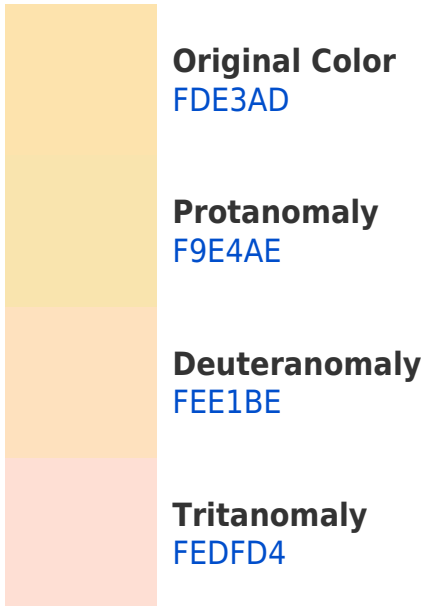 Original Color
FDE3AD
Protanomaly
F9E4AE
Deuteranomaly
FEE1BE
Tritanomaly
FEDFD4